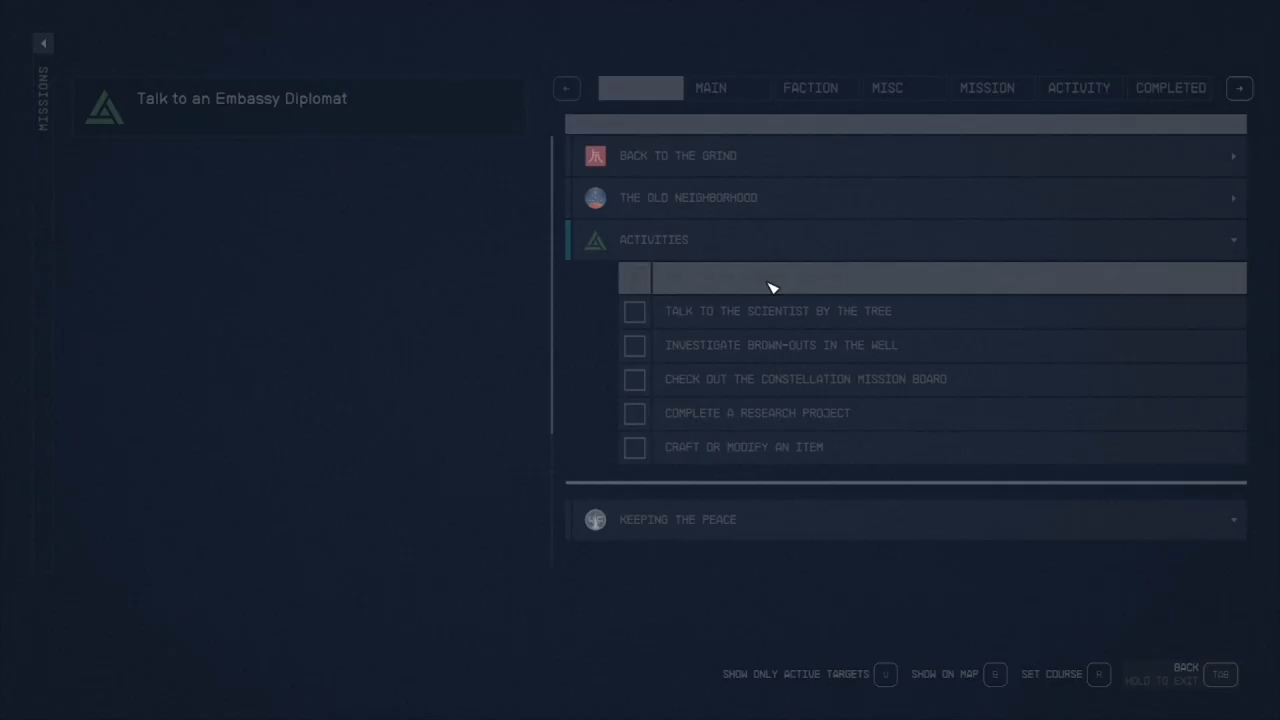 MISSIONS
Talk to an Embassy Diplomat
MAIN
FACTION
MISC
MISSION
ACTIVITY
COMPLETED
BACK TO THE GRIND
THE OLD NEIGHBORHOOD
ACTIVITIES
TALK TO THE SCIENTIST BY THE TREE
INVESTIGATE BROWN-OUTS IN THE WELL
CHECK OUT THE CONSTELLATION MISSION BOARD
COMPLETE A RESEARCH PROJECT
CRAFT OR MODIFY AN ITEM
KEEPING THE PEACE
SHOW ONLY ACTIVE TARGETS
SHOW ON MAP
SET COURSE
BACK
HOLD TO EXIT
TAB